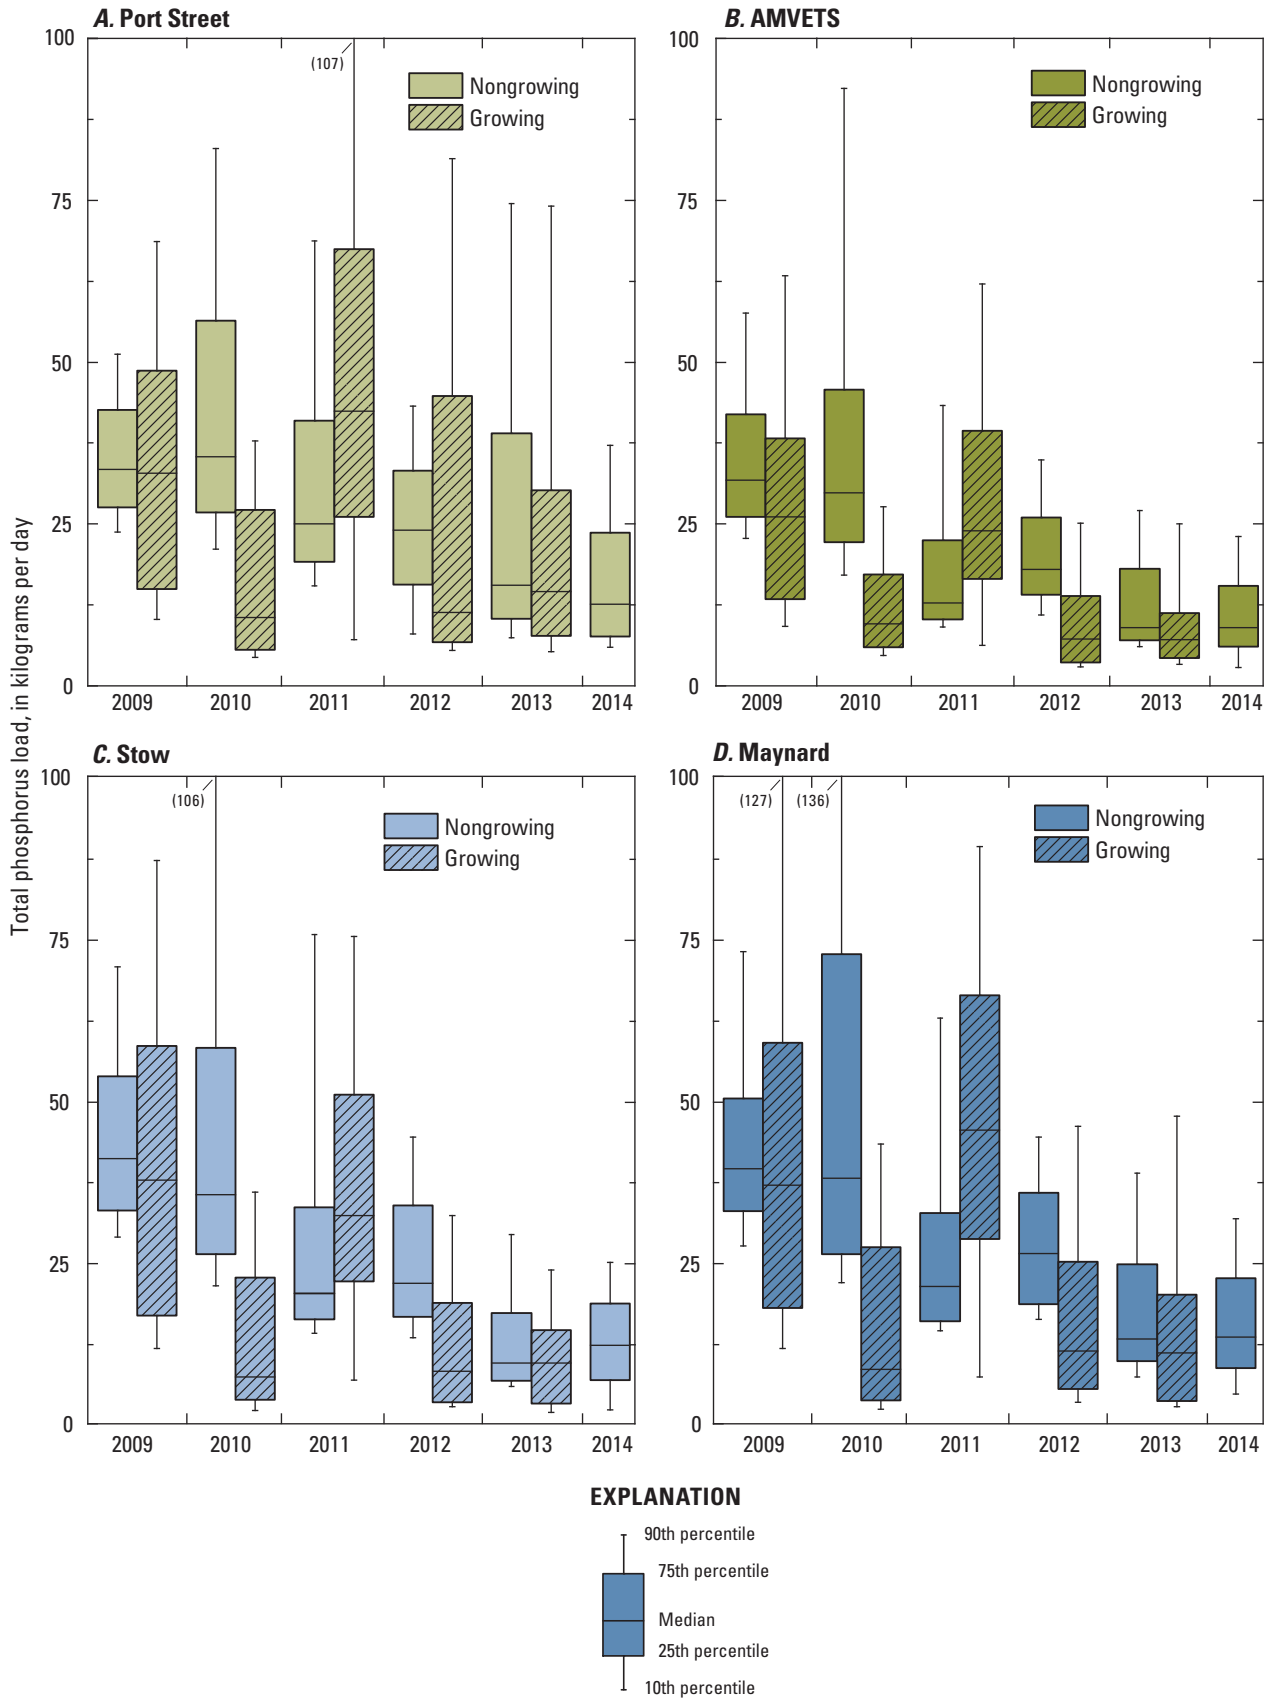 Total phosphorus load, in kilograms per day
A. Port Street
100
75
50
25
0
(107)
Nongrowing
Growing
2009 2010 2011 2012 2013 2014
B. AMVETS
100
75
50
25
0
Nongrowing
Growing
2009 2010 2011 2012 2013 2014
C. Stow
100
75
50
25
0
(106)
Nongrowing
Growing
2009 2010 2011 2012 2013 2014
D. Maynard
100
75
50
25
0
(127) (136)
Nongrowing
Growing
2009 2010 2011 2012 2013 2014
EXPLANATION
90th percentile
75th percentile
Median
25th percentile
10th percentile